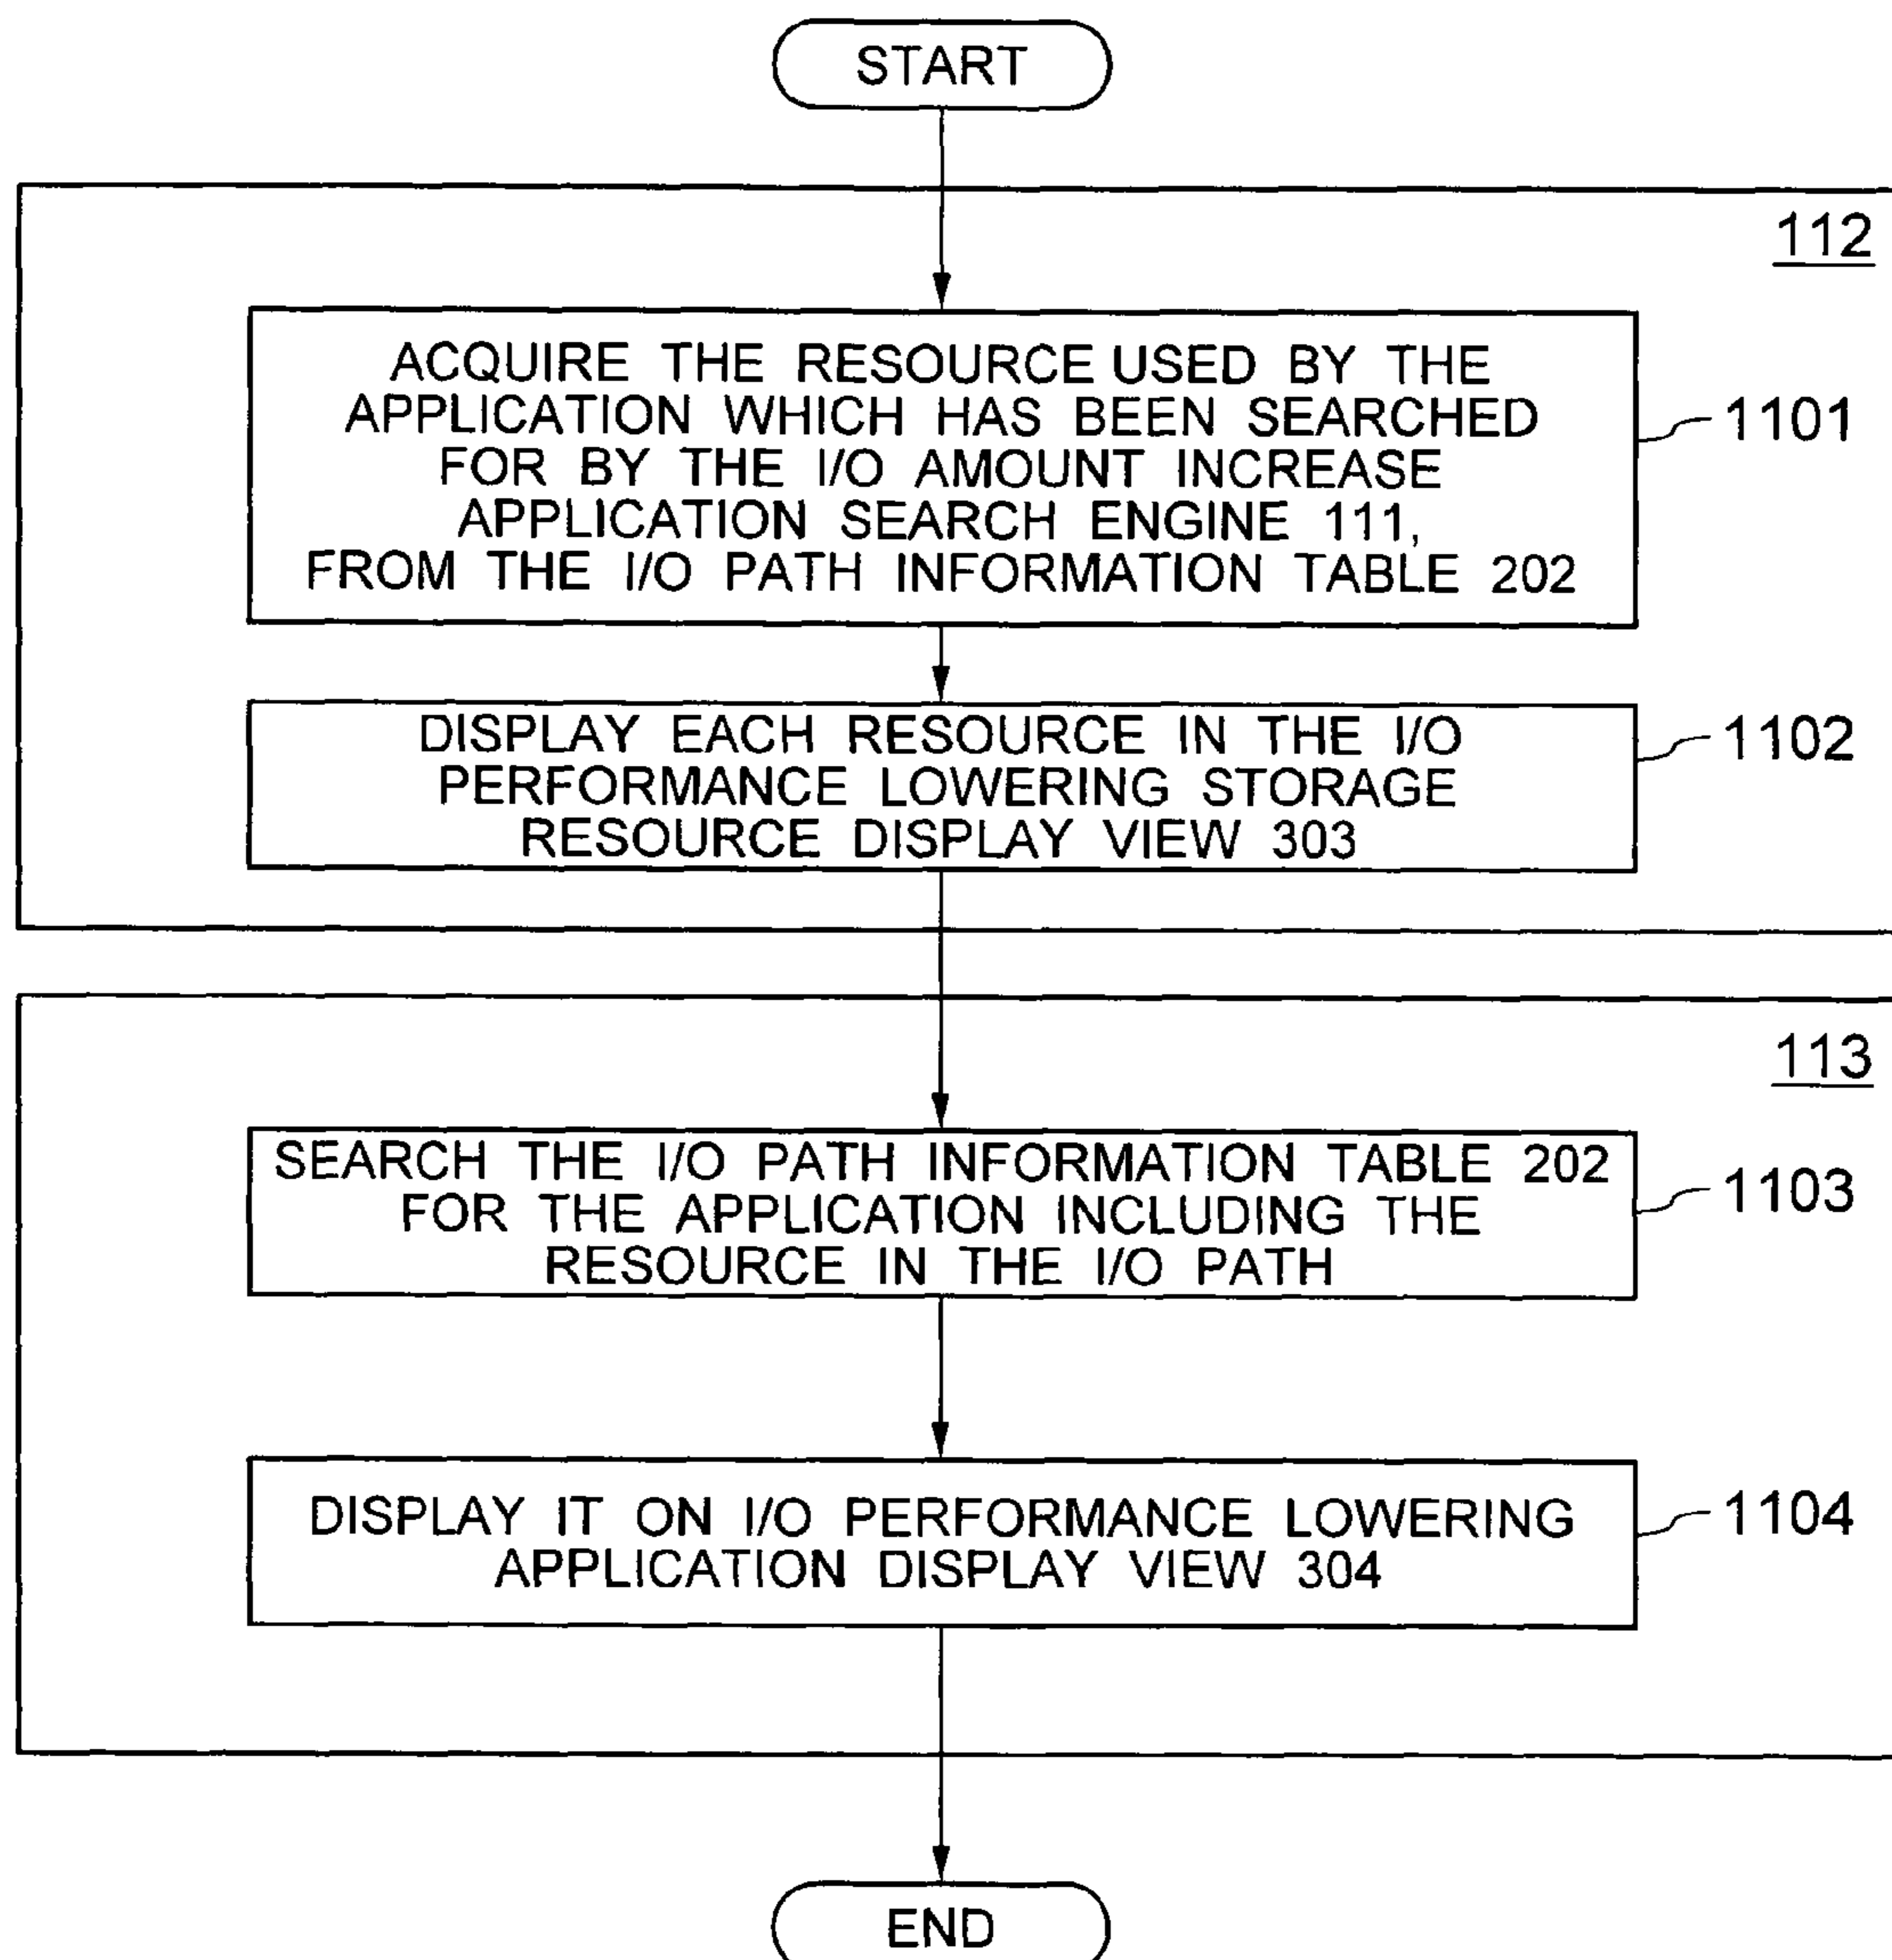 START
112
ACQUIRE THE RESOURCE USED BY THE
APPLICATION WHICH HAS BEEN SEARCHED
FOR BY THE I/O AMOUNT INCREASE
APPLICATION SEARCH ENGINE 111,
FROM THE I/O PATH INFORMATION TABLE 202
1101
DISPLAY EACH RESOURCE IN THE I/O
PERFORMANCE LOWERING STORAGE
RESOURCE DISPLAY VIEW 303
1102
113
SEARCH THE I/O PATH INFORMATION TABLE 202
FOR THE APPLICATION INCLUDING THE
RESOURCE IN THE I/O PATH
1103
DISPLAY IT ON I/O PERFORMANCE LOWERING
APPLICATION DISPLAY VIEW 304
1104
END